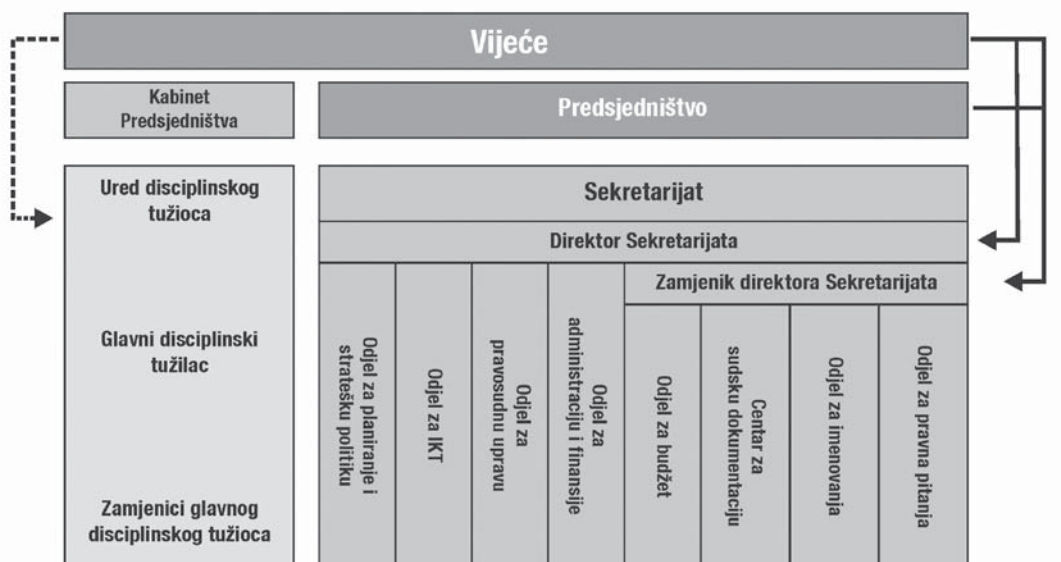 Vijeće
Kabinet
Predsjedništva
Predsjedništvo
Ured disciplinskog
tužioca
Glavni disciplinski
tužilac
Zamjenici glavnog
disciplinskog tužioca
Sekretarijat
Direktor Sekretarijata
Zamjenik direktora Sekretarijata
Odjel za planiranje i
stratešku politiku
Odjel za IKT
Odjel za
pravosudnu upravu
Odjel za
administraciju i finansije
Odjel za budžet
Centar za
sudsku dokumentaciju
Odjel za imenovanja
Odjel za pravna pitanja